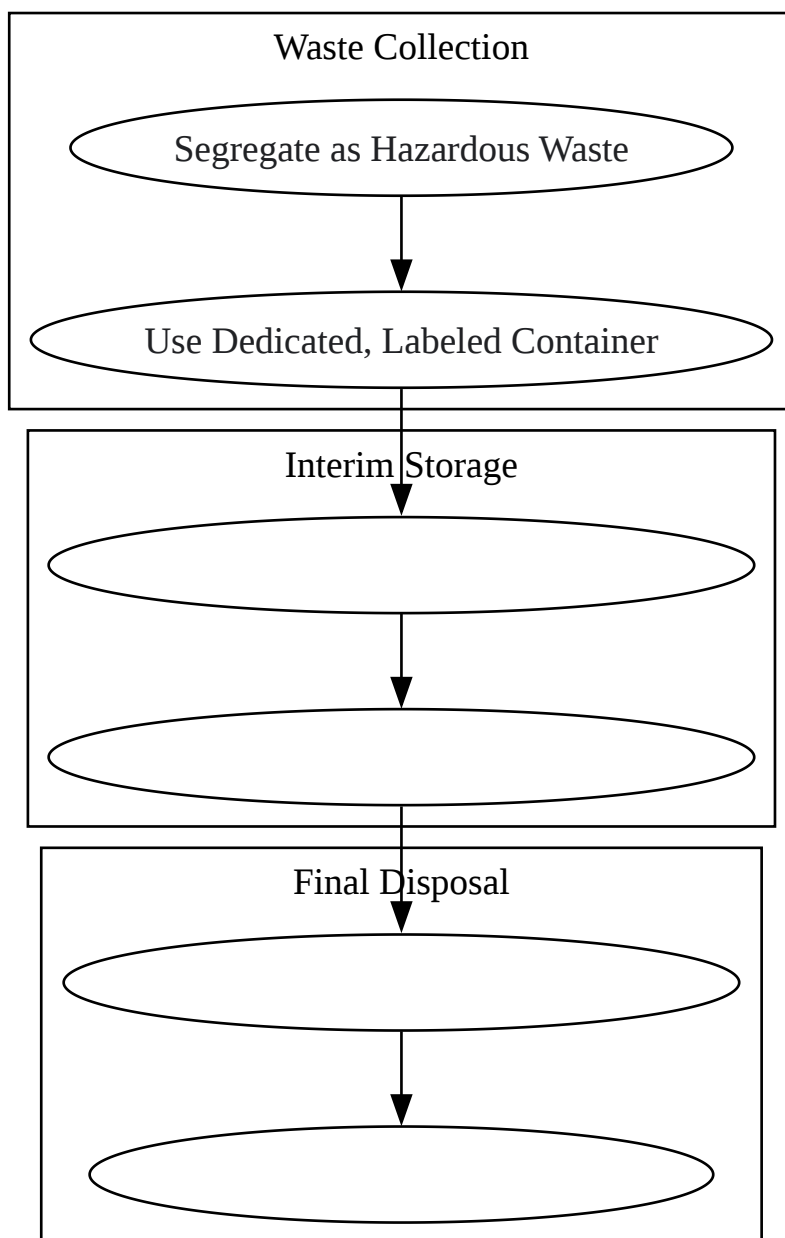 Waste Collection
Segregate as Hazardous Waste
Use Dedicated, Labeled Container
Interim Storage
Final Disposal